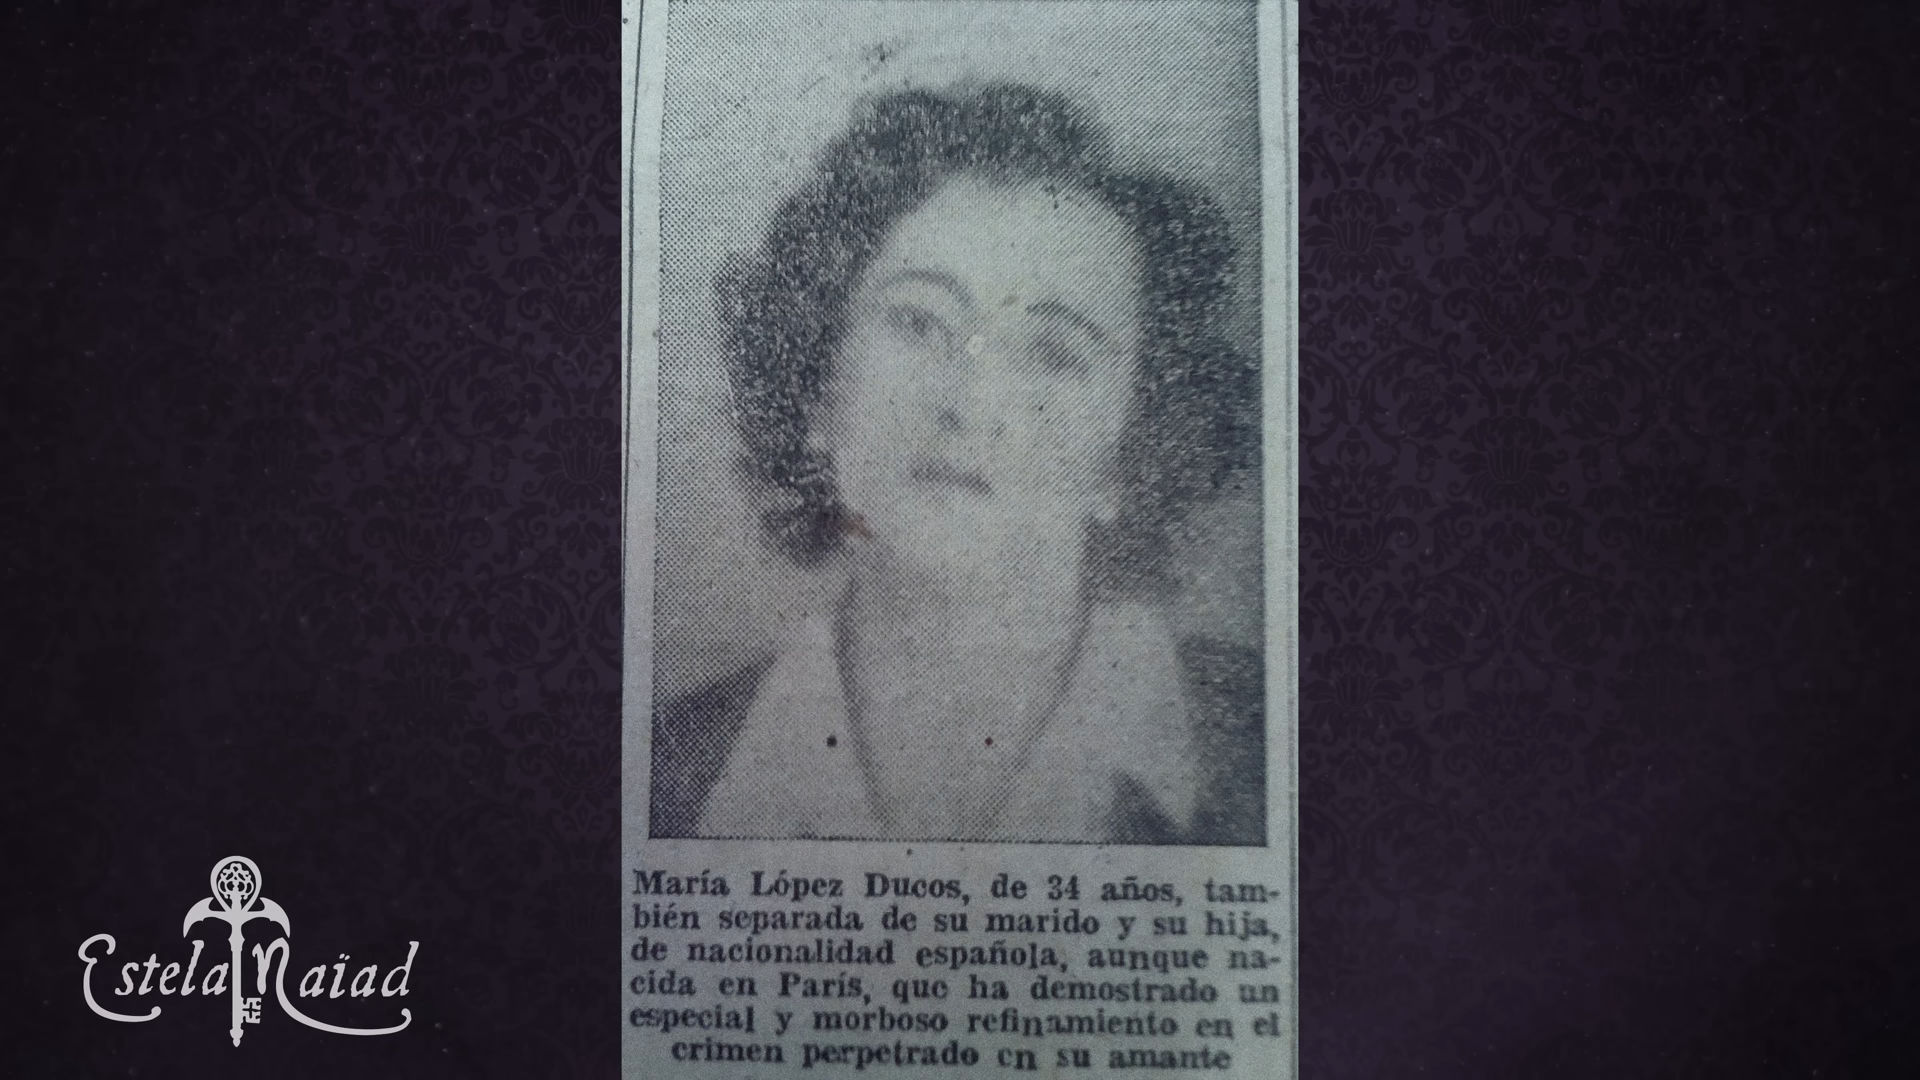 María López Ducos, de 34 años, tam-
bién separada de su marido y su hija,
de nacionalidad española, aunque na-
cida en París, que ha demostrado un
especial y morboso refinamiento en el
crimen perpetrado en su amante
Estela Naïad